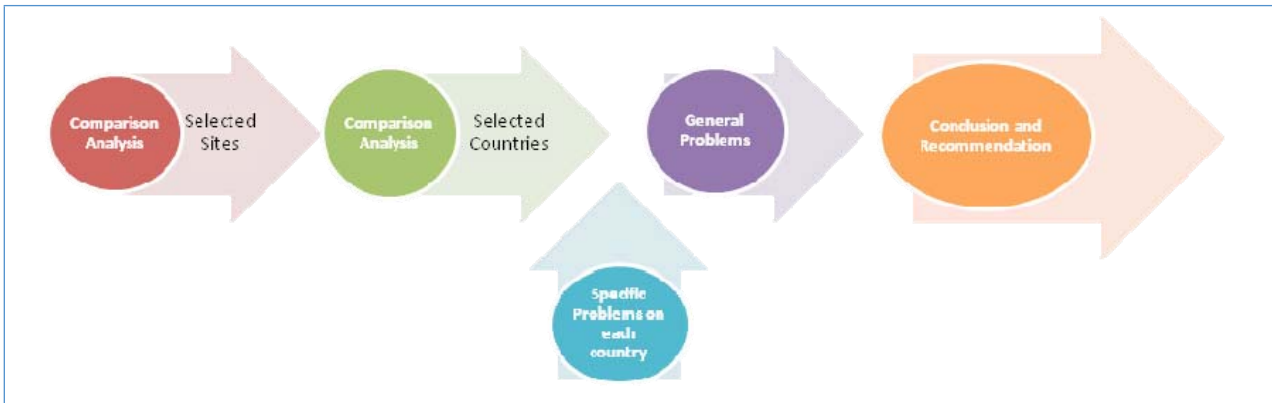 Comparison
Analysis
Selected
Sites
Comparison
Analysis
Selected
Countries
General
Problems
Conclusion and
Recommendation
Specific
Problems on
each
country